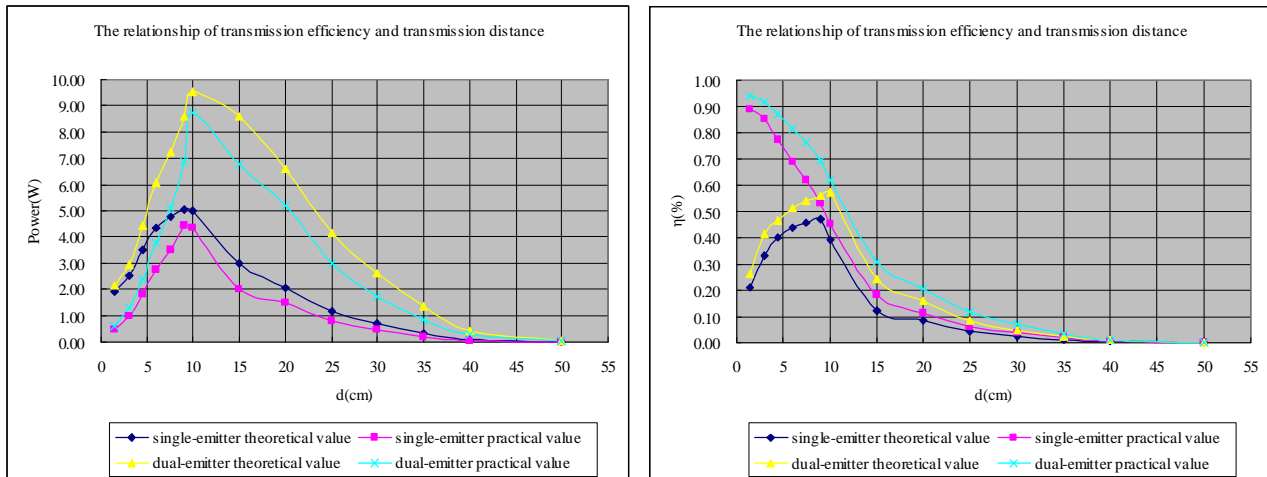 The relationship of transmission efficiency and transmission distance
Power(W)
10.00
9.00
8.00
7.00
6.00
5.00
4.00
3.00
2.00
1.00
0.00
0 5 10 15 20 25 30 35 40 45 50 55
d(cm)
single-emitter theoretical value single-emitter practical value
dual-emitter theoretical value dual-emitter practical value
The relationship of transmission efficiency and transmission distance
η(%)
1.00
0.90
0.80
0.70
0.60
0.50
0.40
0.30
0.20
0.10
0.00
0 5 10 15 20 25 30 35 40 45 50 55
d(cm)
single-emitter theoretical value single-emitter practical value
dual-emitter theoretical value dual-emitter practical value